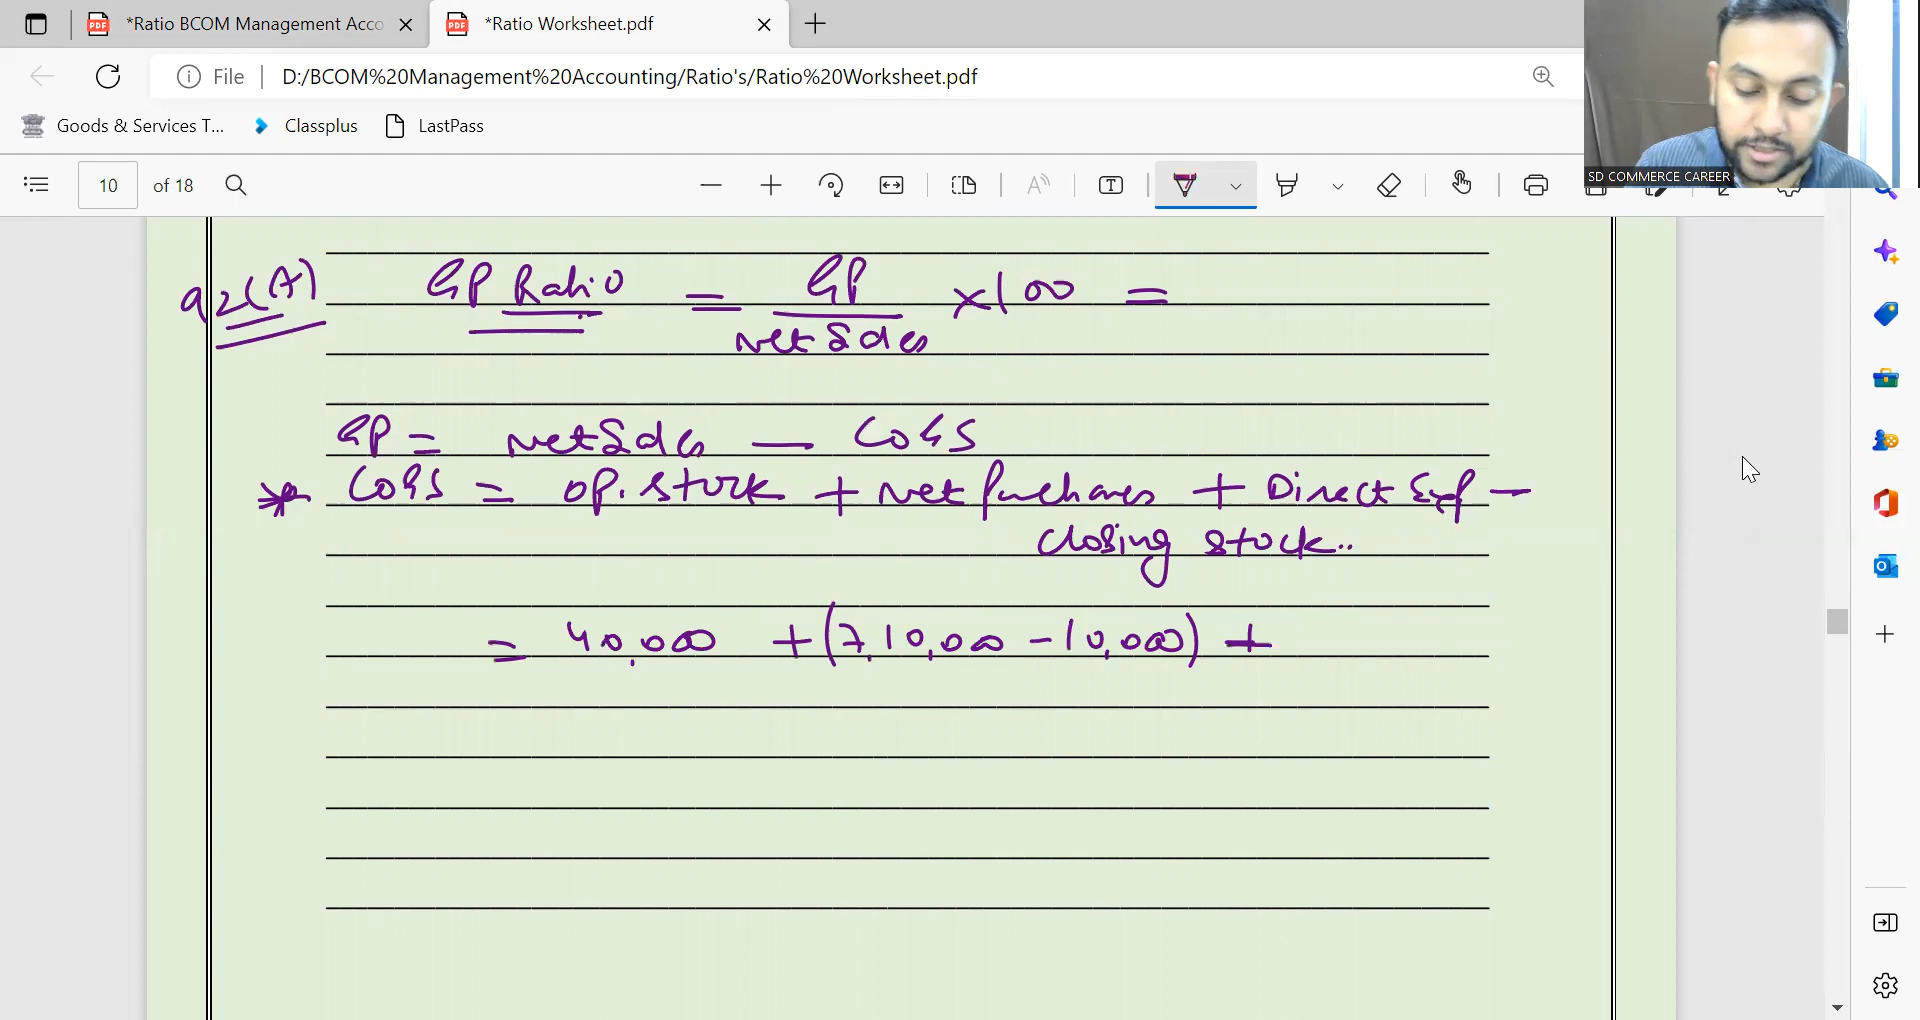 *Ratio BCOM Management Acco
*Ratio Worksheet.pdf
File
D:/BCOM%20Management%20Accounting/Ratio's/Ratio%20Worksheet.pdf
Goods & Services T...
Classplus
LastPass
10
of 18
SD COMMERCE CAREER
Q2(A) GP Ratio = GP / Net Sales × 100 =
GP = Net Sales — COGS
* COGS = OP. Stock + Net Purchases + Direct Exp —
closing stock..
= 40,000 + (7,10,000 - 10,000) +